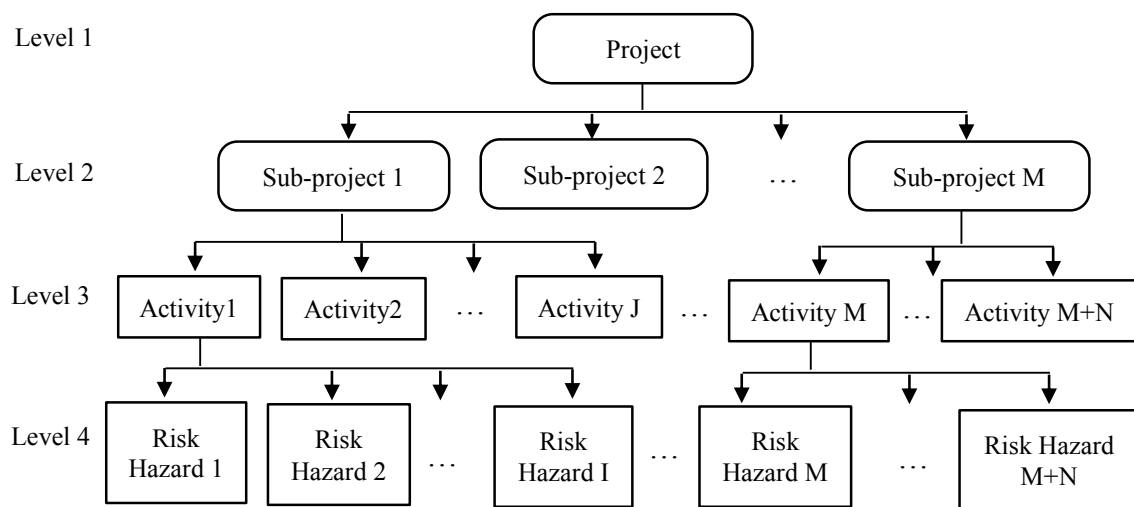 Level 1
Project
Level 2
Sub-project 1
Sub-project 2
…
Sub-project M
Level 3
Activity1
Activity2
…
Activity J
…
Activity M
…
Activity M+N
Level 4
Risk
Hazard 1
Risk
Hazard 2
…
Risk
Hazard I
…
Risk
Hazard M
…
Risk Hazard
M+N